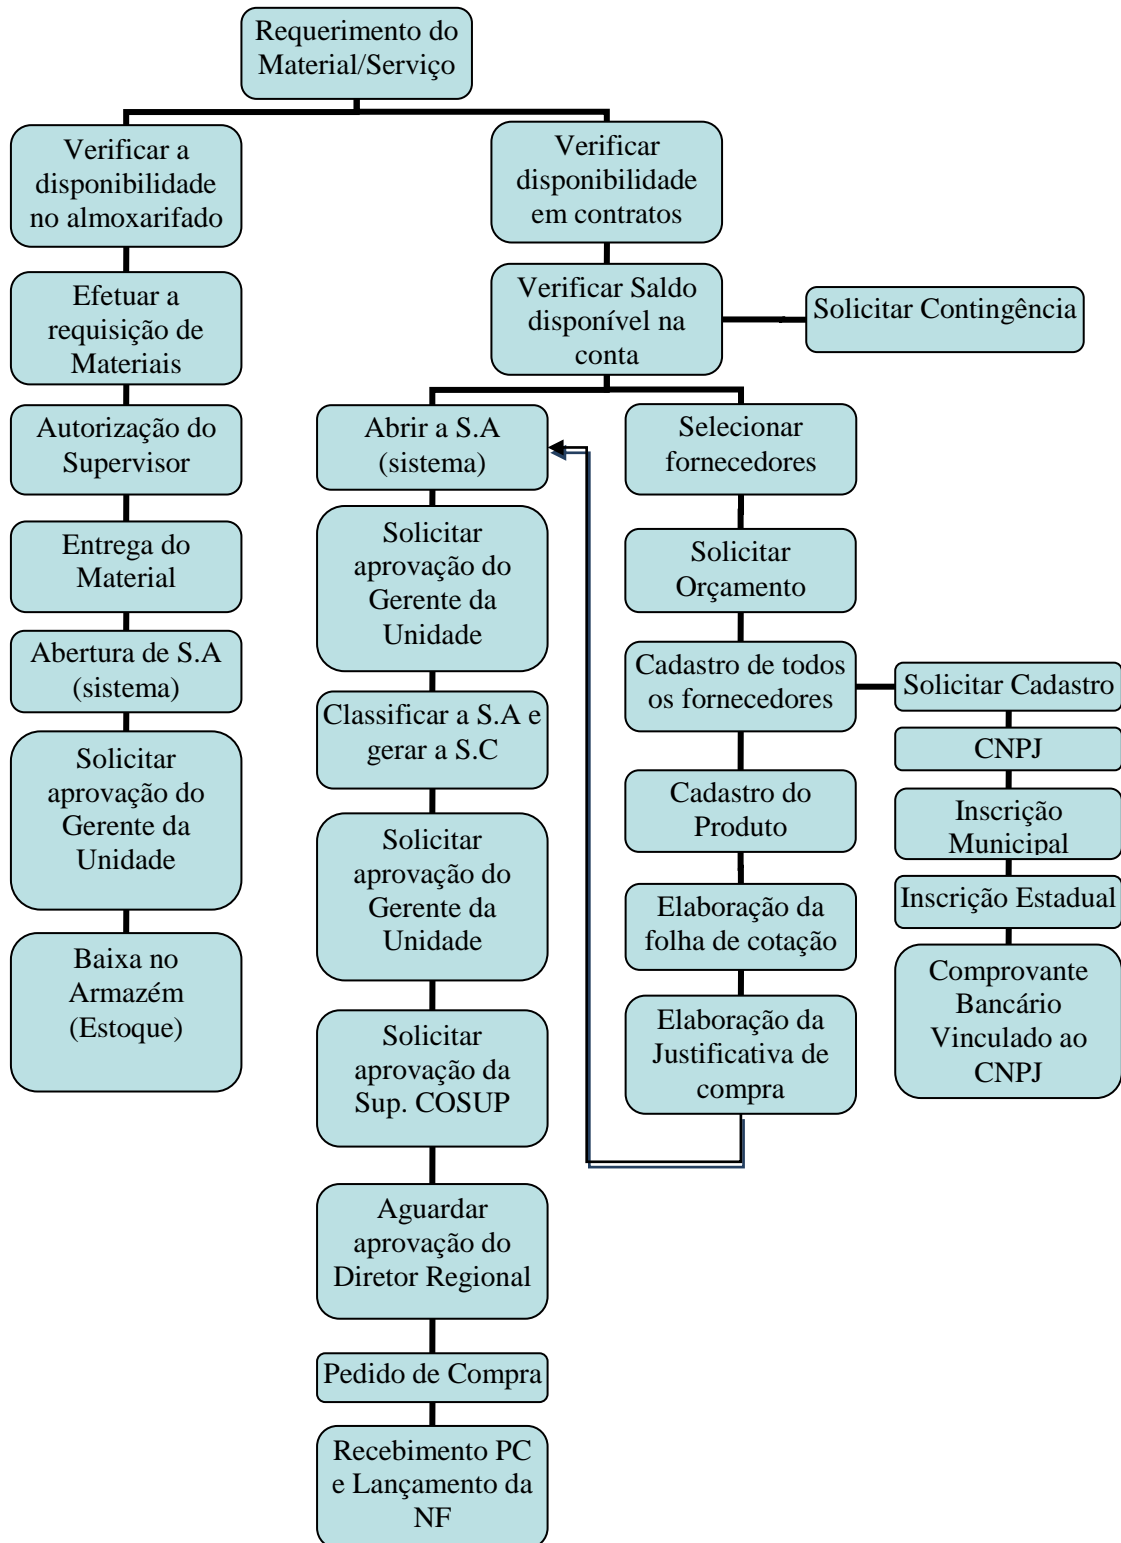 Requerimento do
Material/Serviço
Verificar a
disponibilidade
no almoxarifado
Efetuar a
requisição de
Materiais
Autorização do
Supervisor
Entrega do
Material
Abertura de S.A
(sistema)
Solicitar
aprovação do
Gerente da
Unidade
Baixa no
Armazém
(Estoque)
Verificar
disponibilidade
em contratos
Verificar Saldo
disponível na
conta
Solicitar Contingência
Abrir a S.A
(sistema)
Solicitar
aprovação do
Gerente da
Unidade
Classificar a S.A e
gerar a S.C
Solicitar
aprovação do
Gerente da
Unidade
Solicitar
aprovação da
Sup. COSUP
Aguardar
aprovação do
Diretor Regional
Pedido de Compra
Recebimento PC
e Lançamento da
NF
Selecionar
fornecedores
Solicitar
Orçamento
Cadastro de todos
os fornecedores
Cadastro do
Produto
Elaboração da
folha de cotação
Elaboração da
Justificativa de
compra
Solicitar Cadastro
CNPJ
Inscrição
Municipal
Inscrição Estadual
Comprovante
Bancário
Vinculado ao
CNPJ